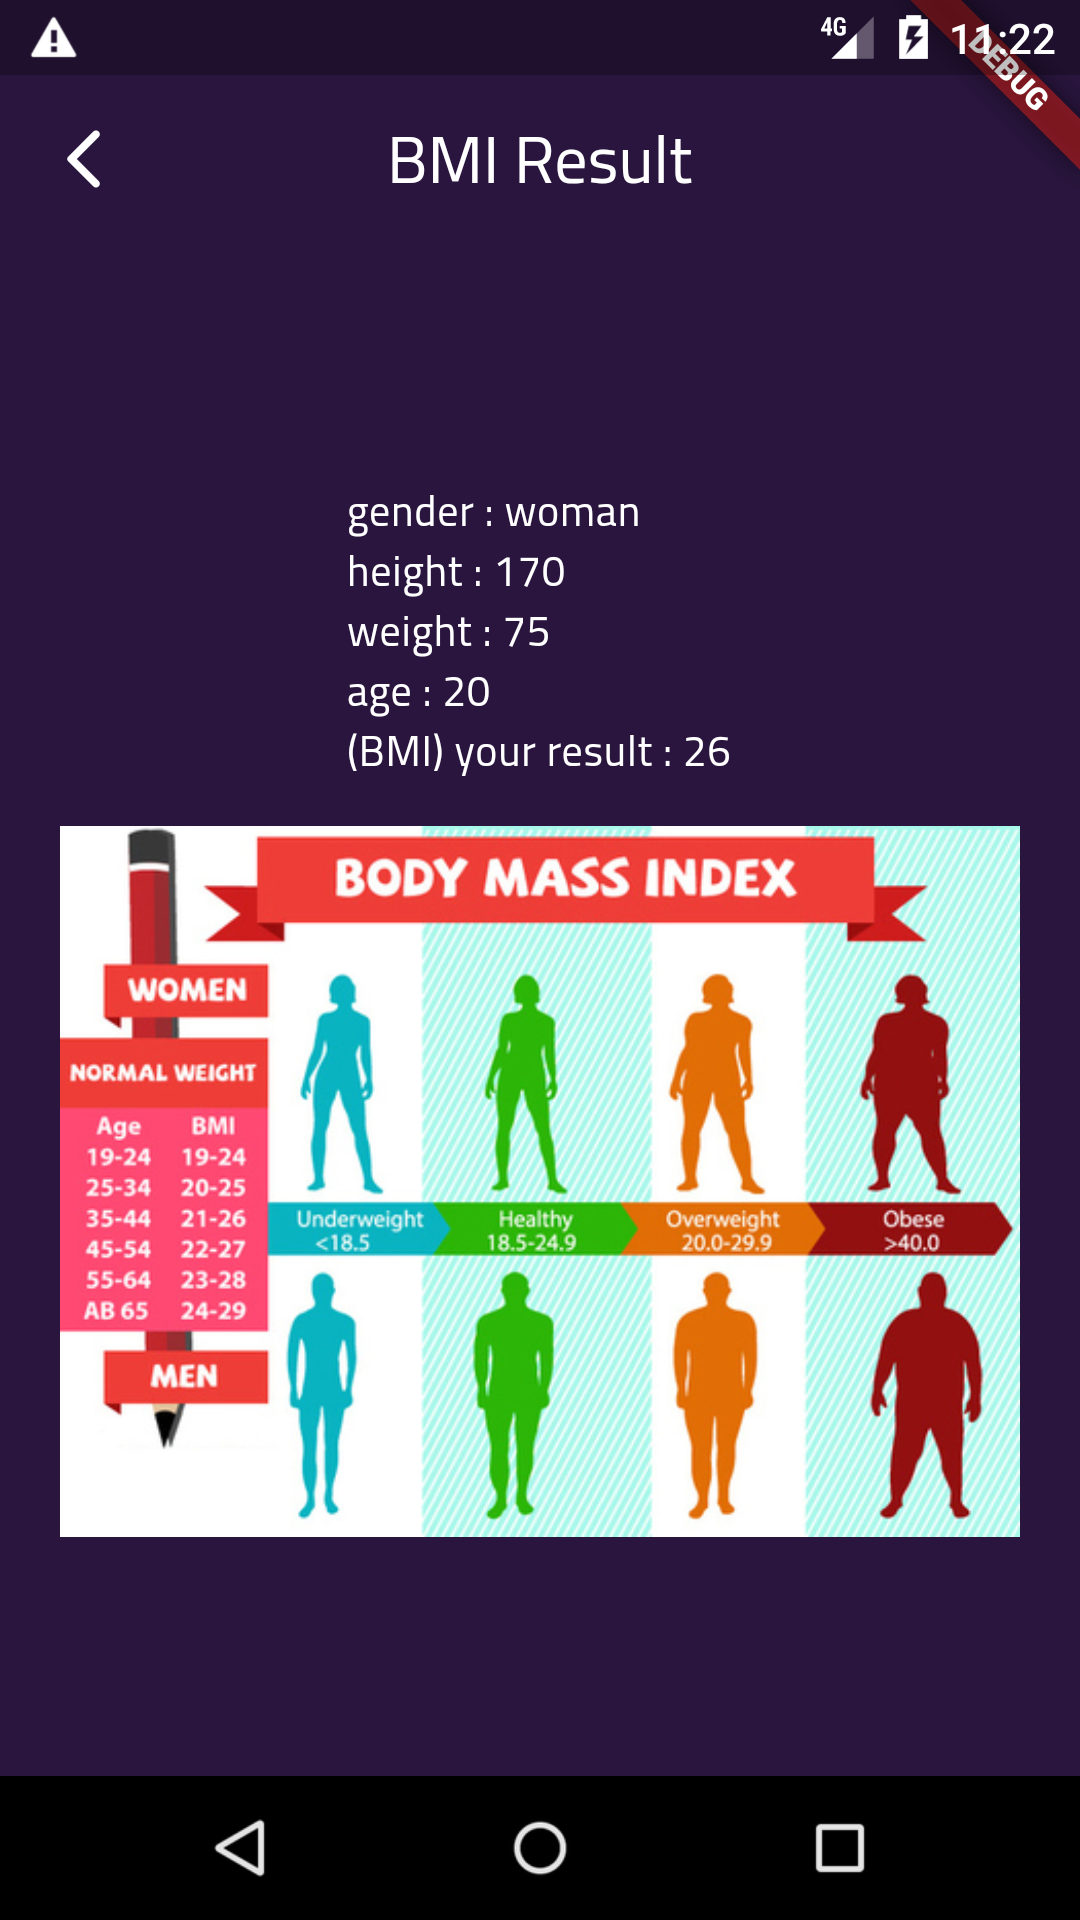 4G 11:22
DEBUG
BMI Result
gender : woman
height : 170
weight : 75
age : 20
(BMI) your result : 26
BODY MASS INDEX
WOMEN
NORMAL WEIGHT
Age BMI
19-24 19-24
25-34 20-25
35-44 21-26
45-54 22-27
55-64 23-28
AB 65 24-29
Underweight
<18.5
Healthy
18.5-24.9
Overweight
20.0-29.9
Obese
>40.0
MEN